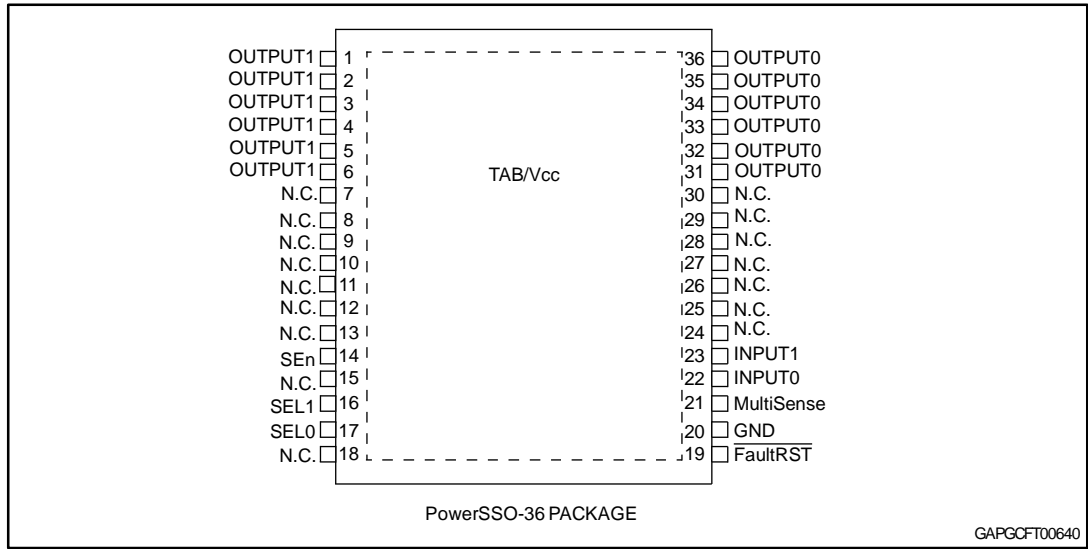 OUTPUT1 1 36 OUTPUT0
OUTPUT1 2 35 OUTPUT0
OUTPUT1 3 34 OUTPUT0
OUTPUT1 4 33 OUTPUT0
OUTPUT1 5 32 OUTPUT0
OUTPUT1 6 TAB/Vcc 31 OUTPUT0
N.C. 7 30 N.C.
N.C. 8 29 N.C.
N.C. 9 28 N.C.
N.C. 10 27 N.C.
N.C. 11 26 N.C.
N.C. 12 25 N.C.
N.C. 13 24 N.C.
SEn 14 23 INPUT1
N.C. 15 22 INPUT0
SEL1 16 21 MultiSense
SEL0 17 20 GND
N.C. 18 19 FaultRST
PowerSSO-36 PACKAGE
GAPGCFT00640